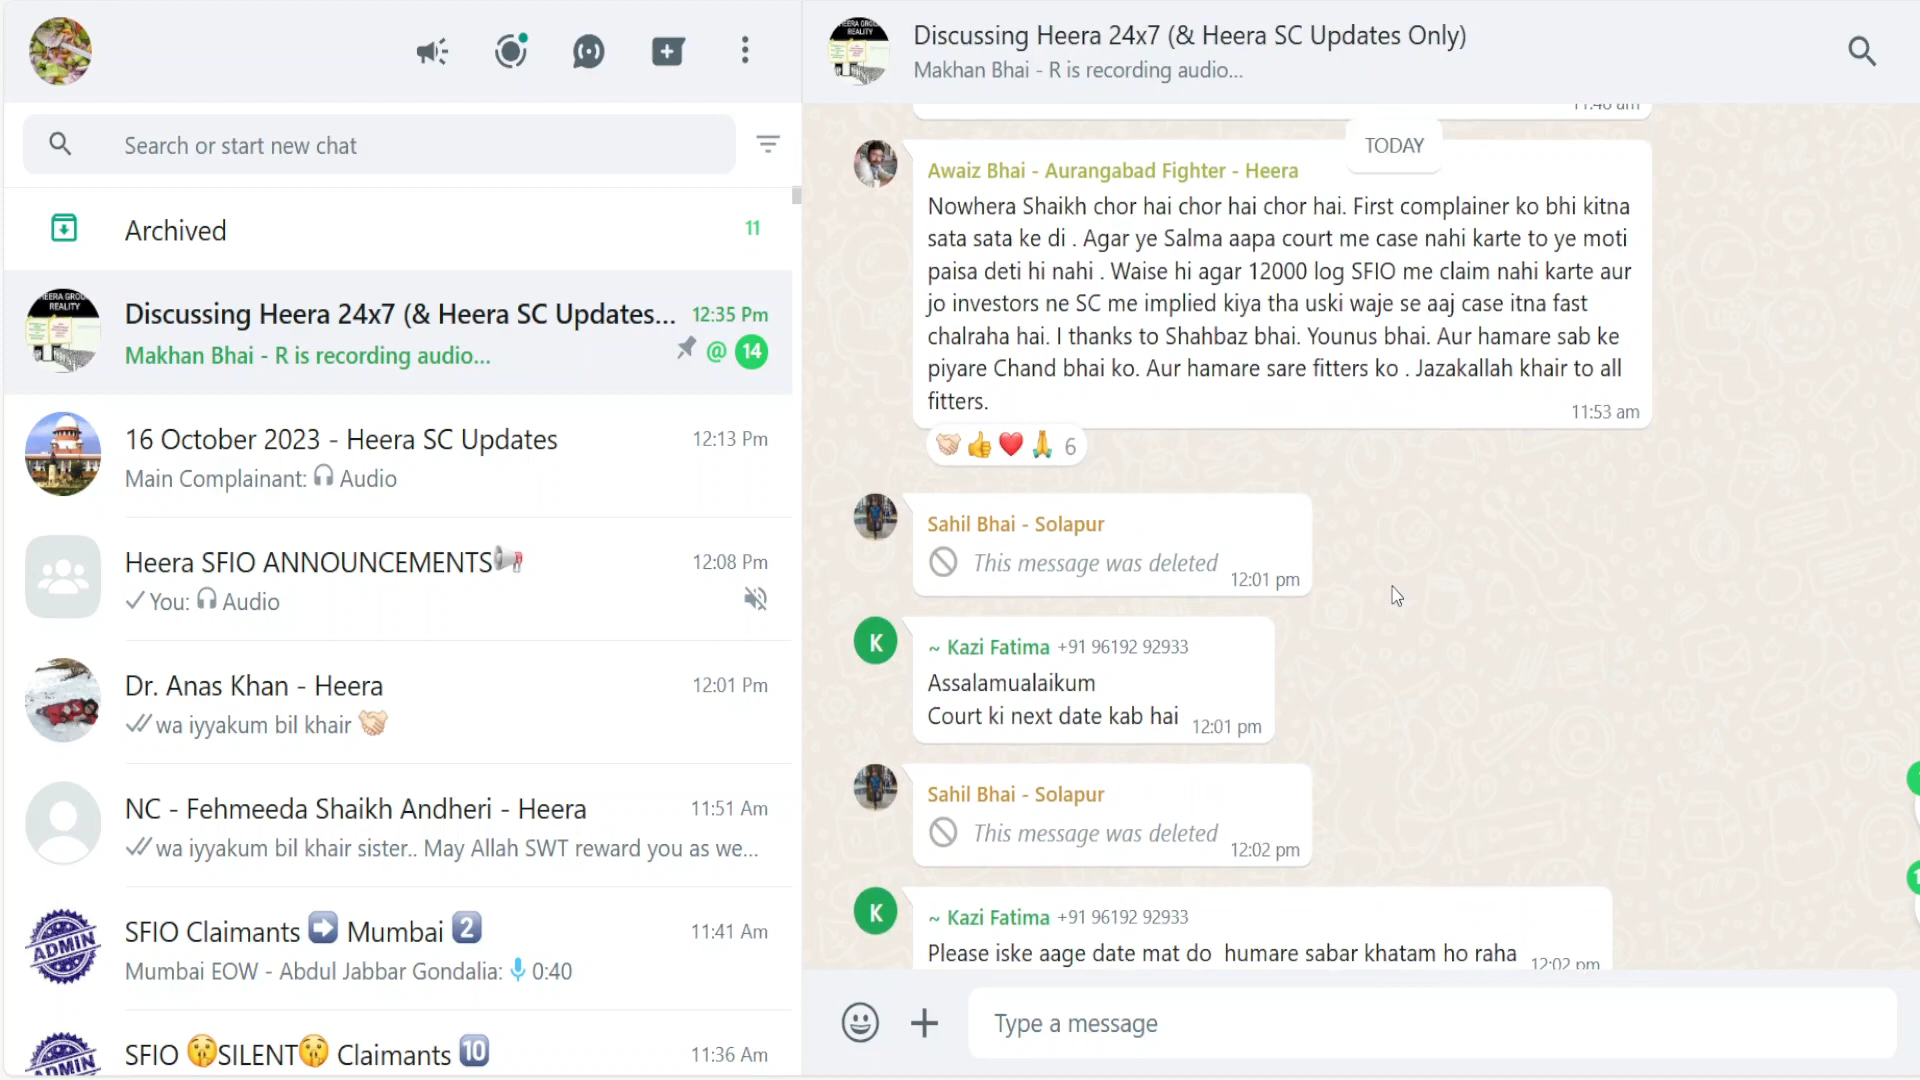 Search or start new chat
Archived
11
HEERA GROUP
REALITY
Discussing Heera 24x7 (& Heera SC Updates...
12:35 Pm
Makhan Bhai - R is recording audio...
@
14
16 October 2023 - Heera SC Updates
12:13 Pm
Main Complainant: Audio
Heera SFIO ANNOUNCEMENTS
12:08 Pm
You: Audio
Dr. Anas Khan - Heera
12:01 Pm
wa iyyakum bil khair
NC - Fehmeeda Shaikh Andheri - Heera
11:51 Am
wa iyyakum bil khair sister.. May Allah SWT reward you as we...
ADMIN
SFIO Claimants ➡ Mumbai 2
11:41 Am
Mumbai EOW - Abdul Jabbar Gondalia: 0:40
ADMIN
SFIO 🤫SILENT🤫 Claimants 10
11:36 Am
REALITY
Discussing Heera 24x7 (& Heera SC Updates Only)
Makhan Bhai - R is recording audio...
11:46 am
TODAY
Awaiz Bhai - Aurangabad Fighter - Heera
Nowhera Shaikh chor hai chor hai chor hai. First complainer ko bhi kitna
sata sata ke di . Agar ye Salma aapa court me case nahi karte to ye moti
paisa deti hi nahi . Waise hi agar 12000 log SFIO me claim nahi karte aur
jo investors ne SC me implied kiya tha uski waje se aaj case itna fast
chalraha hai. I thanks to Shahbaz bhai. Younus bhai. Aur hamare sab ke
piyare Chand bhai ko. Aur hamare sare fitters ko . Jazakallah khair to all
fitters.
11:53 am
6
Sahil Bhai - Solapur
This message was deleted
12:01 pm
K
~ Kazi Fatima +91 96192 92933
Assalamualaikum
Court ki next date kab hai
12:01 pm
Sahil Bhai - Solapur
This message was deleted
12:02 pm
K
~ Kazi Fatima +91 96192 92933
Please iske aage date mat do humare sabar khatam ho raha
12:02 pm
Type a message